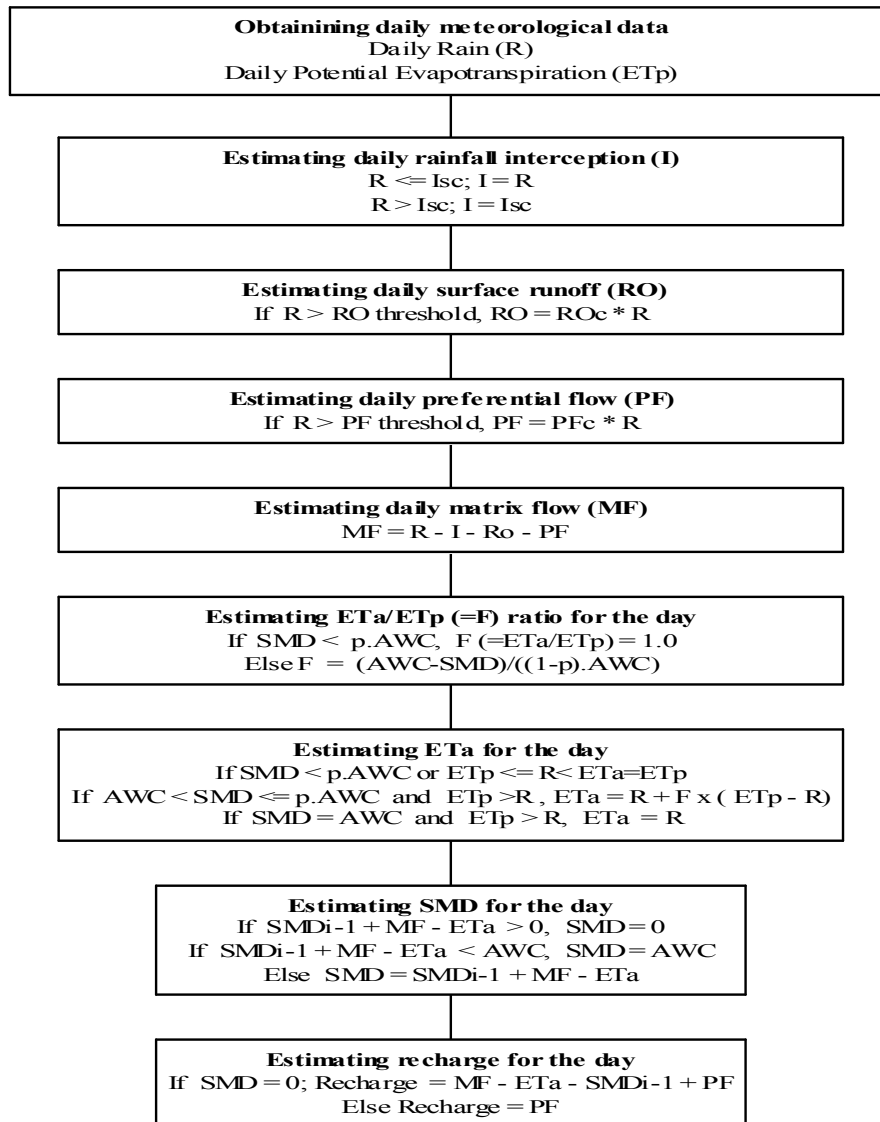 Obtainining daily meteorological data
Daily Rain (R)
Daily Potential Evapotranspiration (ETp)
Estimating daily rainfall interception (I)
R <= Isc; I = R
R > Isc; I = Isc
Estimating daily surface runoff (RO)
If R > RO threshold, RO = ROc * R
Estimating daily preferential flow (PF)
If R > PF threshold, PF = PFc * R
Estimating daily matrix flow (MF)
MF = R - I - Ro - PF
Estimating ETa/ETp (=F) ratio for the day
If SMD < p.AWC, F (=ETa/ETp) = 1.0
Else F = (AWC-SMD)/((1-p).AWC)
Estimating ETa for the day
If SMD < p.AWC or ETp <= R< ETa=ETp
If AWC < SMD <= p.AWC and ETp >R , ETa = R + F x ( ETp - R)
If SMD = AWC and ETp > R, ETa = R
Estimating SMD for the day
If SMDi-1 + MF - ETa > 0, SMD = 0
If SMDi-1 + MF - ETa < AWC, SMD = AWC
Else SMD = SMDi-1 + MF - ETa
Estimating recharge for the day
If SMD = 0; Recharge = MF - ETa - SMDi-1 + PF
Else Recharge = PF